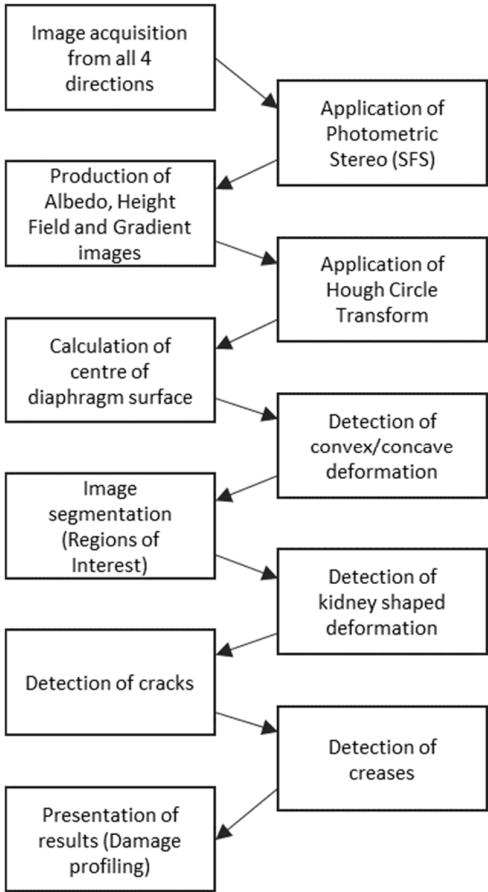 Image acquisition
from all 4
directions
Application of
Photometric
Stereo (SFS)
Production of
Albedo, Height
Field and Gradient
images
Application of
Hough Circle
Transform
Calculation of
centre of
diaphragm surface
Detection of
convex/concave
deformation
Image
segmentation
(Regions of
Interest)
Detection of
kidney shaped
deformation
Detection of cracks
Detection of
creases
Presentation of
results (Damage
profiling)